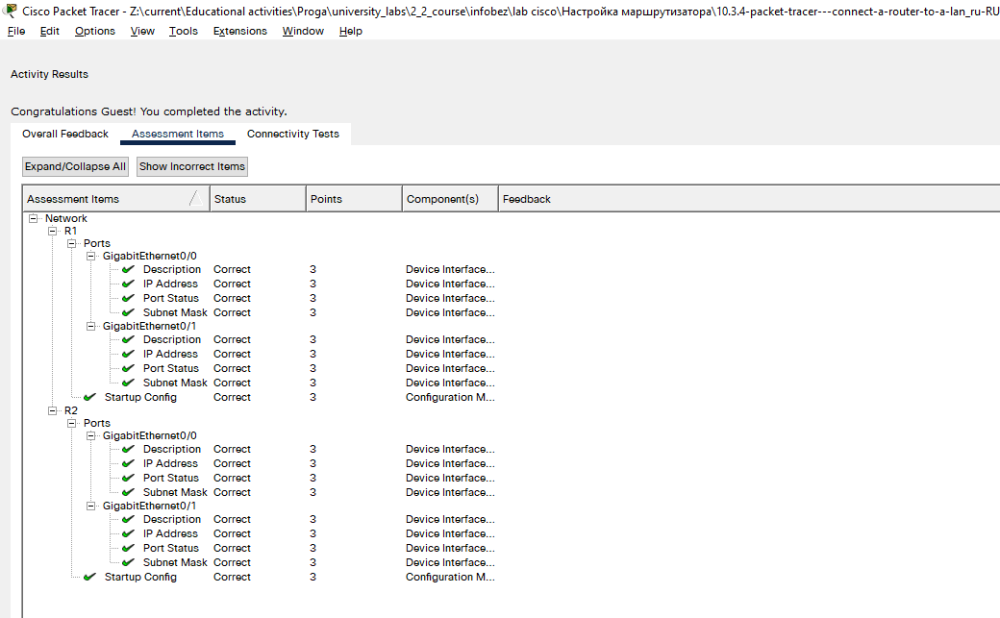 Cisco Packet Tracer - Z:\current\Educational activities\Proga\university_labs\2_2_course\infobez\lab cisco\Настройка маршрутизатора\10.3.4-packet-tracer---connect-a-router-to-a-lan_ru-RU
File Edit Options View Tools Extensions Window Help
Activity Results
Congratulations Guest! You completed the activity.
Overall Feedback Assessment Items Connectivity Tests
Expand/Collapse All Show Incorrect Items
Assessment Items Status Points Component(s) Feedback
Network
R1
Ports
GigabitEthernet0/0
Description Correct 3 Device Interface...
IP Address Correct 3 Device Interface...
Port Status Correct 3 Device Interface...
Subnet Mask Correct 3 Device Interface...
GigabitEthernet0/1
Description Correct 3 Device Interface...
IP Address Correct 3 Device Interface...
Port Status Correct 3 Device Interface...
Subnet Mask Correct 3 Device Interface...
Startup Config Correct 3 Configuration M...
R2
Ports
GigabitEthernet0/0
Description Correct 3 Device Interface...
IP Address Correct 3 Device Interface...
Port Status Correct 3 Device Interface...
Subnet Mask Correct 3 Device Interface...
GigabitEthernet0/1
Description Correct 3 Device Interface...
IP Address Correct 3 Device Interface...
Port Status Correct 3 Device Interface...
Subnet Mask Correct 3 Device Interface...
Startup Config Correct 3 Configuration M...